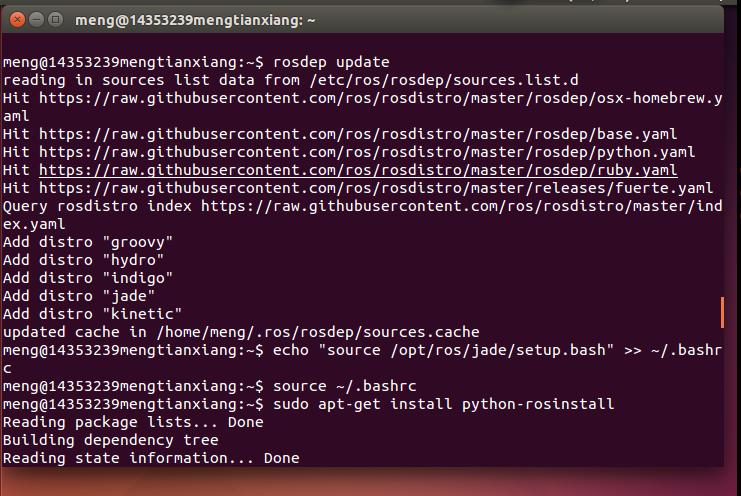 meng@14353239mengtianxiang: ~
meng@14353239mengtianxiang:~$ rosdep update
reading in sources list data from /etc/ros/rosdep/sources.list.d
Hit https://raw.githubusercontent.com/ros/rosdistro/master/rosdep/osx-homebrew.y
aml
Hit https://raw.githubusercontent.com/ros/rosdistro/master/rosdep/base.yaml
Hit https://raw.githubusercontent.com/ros/rosdistro/master/rosdep/python.yaml
Hit https://raw.githubusercontent.com/ros/rosdistro/master/rosdep/ruby.yaml
Hit https://raw.githubusercontent.com/ros/rosdistro/master/releases/fuerte.yaml
Query rosdistro index https://raw.githubusercontent.com/ros/rosdistro/master/ind
ex.yaml
Add distro "groovy"
Add distro "hydro"
Add distro "indigo"
Add distro "jade"
Add distro "kinetic"
updated cache in /home/meng/.ros/rosdep/sources.cache
meng@14353239mengtianxiang:~$ echo "source /opt/ros/jade/setup.bash" >> ~/.bashr
c
meng@14353239mengtianxiang:~$ source ~/.bashrc
meng@14353239mengtianxiang:~$ sudo apt-get install python-rosinstall
Reading package lists... Done
Building dependency tree
Reading state information... Done